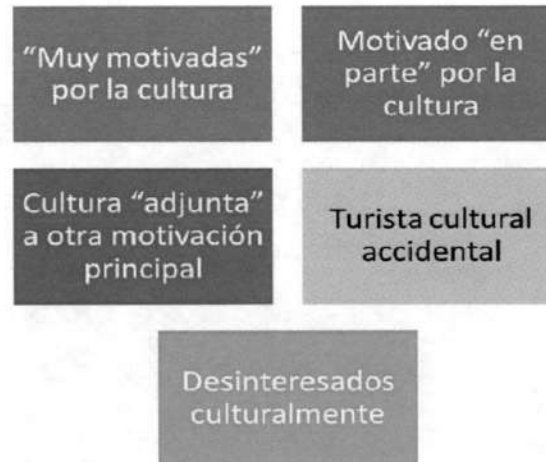 “Muy motivadas”
por la cultura
Motivado “en
parte” por la
cultura
Cultura “adjunta”
a otra motivación
principal
Turista cultural
accidental
Desinteresados
culturalmente